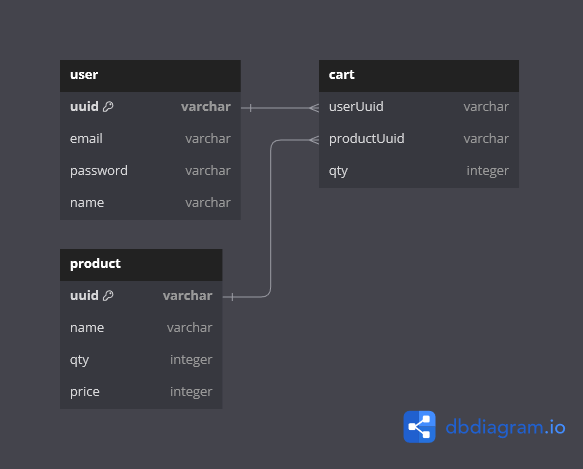 user
uuid varchar
email varchar
password varchar
name varchar
cart
userUuid varchar
productUuid varchar
qty integer
product
uuid varchar
name varchar
qty integer
price integer
dbdiagram.io